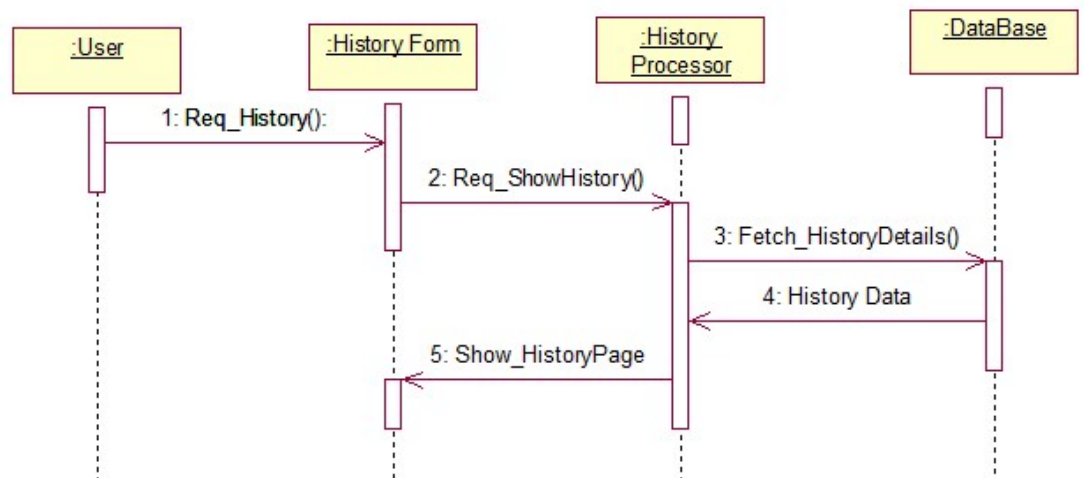 :User
:History Form
:History
Processor
:DataBase
1: Req_History():
2: Req_ShowHistory()
3: Fetch_HistoryDetails()
4: History Data
5: Show_HistoryPage